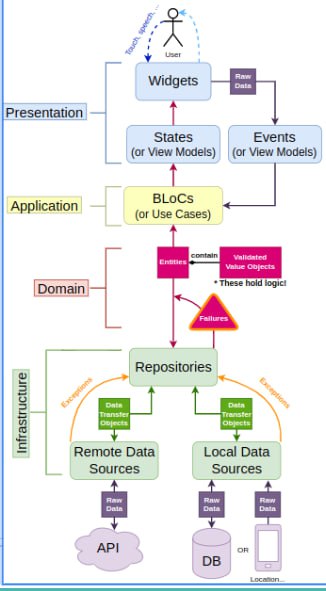 Touch, speech, ...
User
Widgets
Raw
Data
Presentation
States
(or View Models)
Events
(or View Models)
Application
BLoCs
(or Use Cases)
Entities
contain
Validated
Value Objects
* These hold logic!
Domain
Failures
Infrastructure
Repositories
Exceptions
Exceptions
Data
Transfer
Objects
Data
Transfer
Objects
Remote Data
Sources
Local Data
Sources
Raw
Data
Raw
Data
Raw
Data
API
DB
OR
Location...